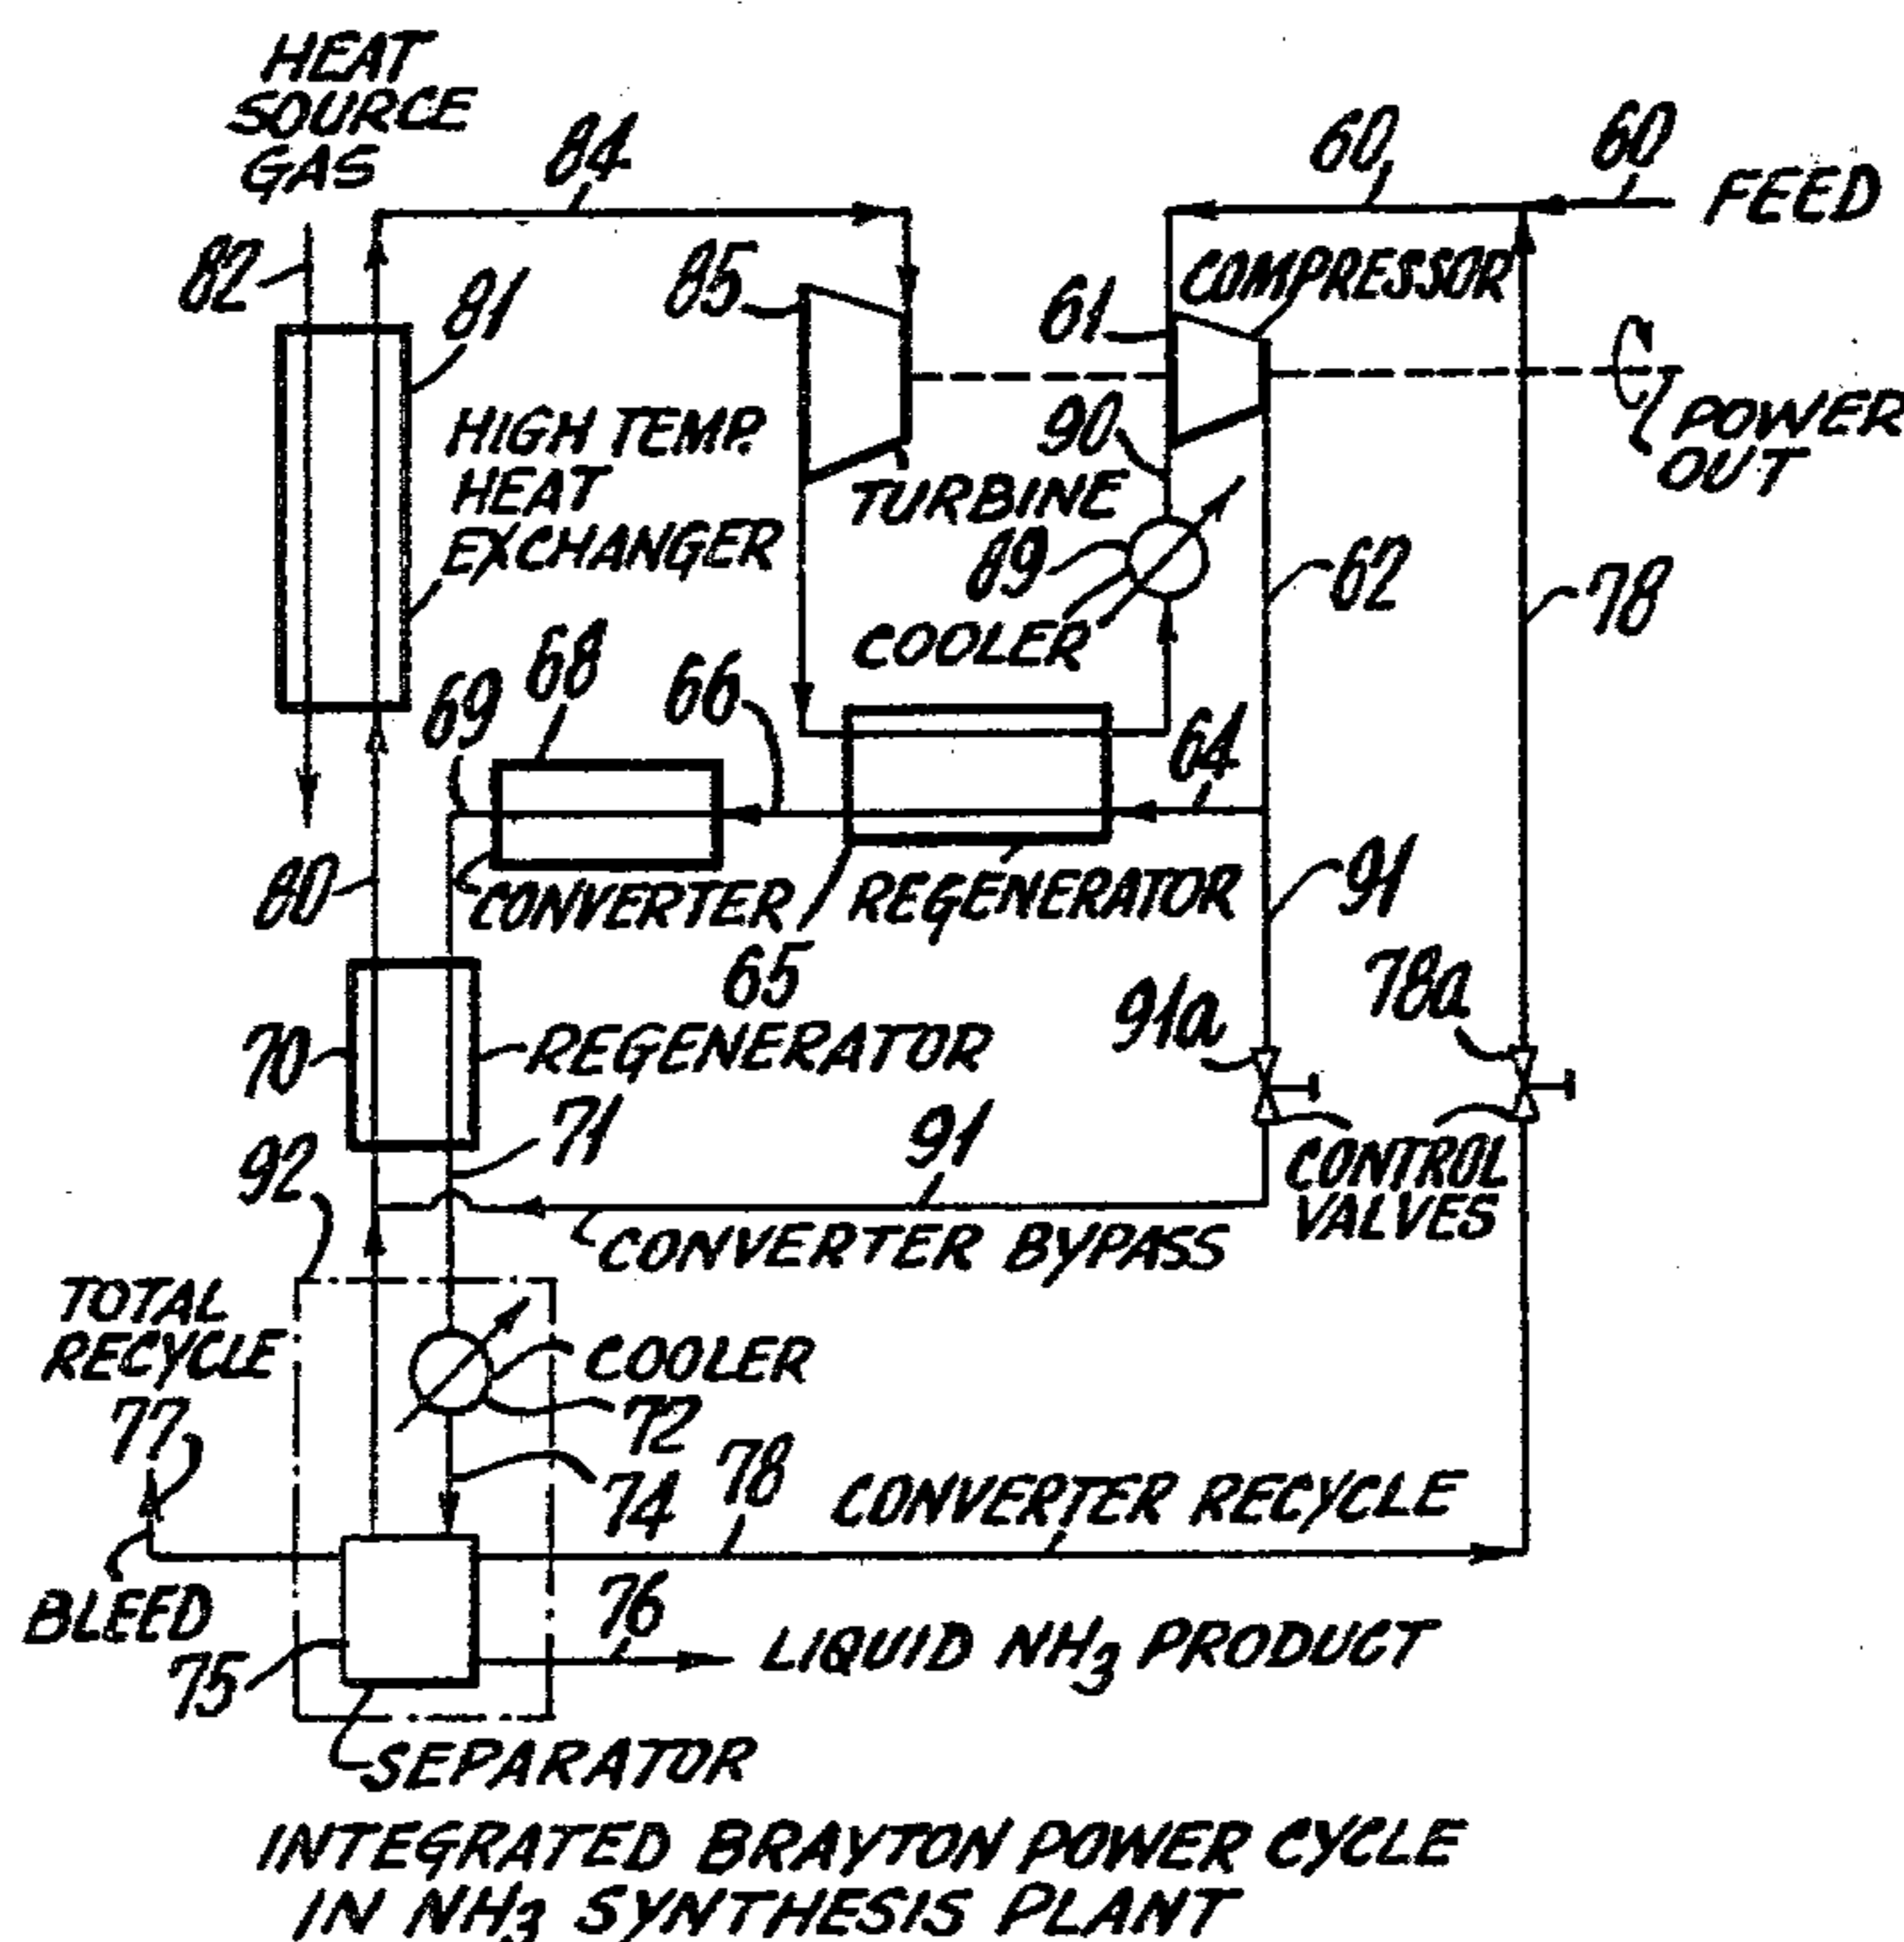 HEAT
SOURCE
GAS
84
60
60
FEED
82
81
85
61
COMPRESSOR
HIGH TEMP.
HEAT
EXCHANGER
90
POWER
OUT
TURBINE
89
62
78
COOLER
68
69
66
64
80
CONVERTER
REGENERATOR
91
65
78a
91a
70
REGENERATOR
71
91
92
CONTROL
VALVES
CONVERTER BYPASS
TOTAL
RECYCLE
77
COOLER
72
74
78
CONVERTER RECYCLE
BLEED
76
LIQUID NH3 PRODUCT
75
SEPARATOR
INTEGRATED BRAYTON POWER CYCLE
IN NH3 SYNTHESIS PLANT